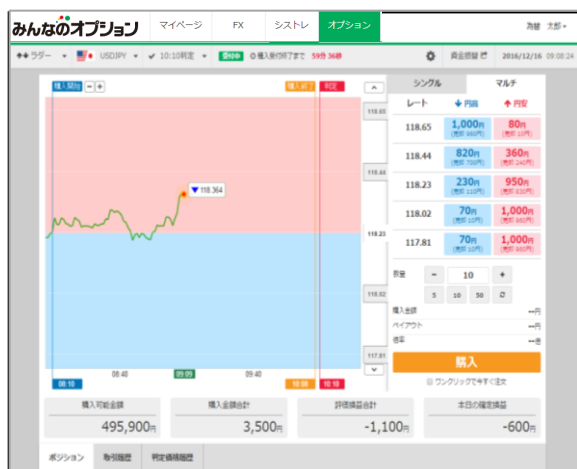 みんなのオプション マイページ FX シストレ オプション 為替 太郎
ラダー USDJPY 10:10判定 受付中 購入受付終了まで 59分 36秒 資金振替 2016/12/16 09:08:24
購入開始 - + 購入終了 判定
118.65
118.44
118.23
118.02
117.81
118.364
08:40 09:09 09:40
08:10 10:08 10:10
シングル マルチ
レート 円高 円安
118.65 1,000円 80円
118.44 820円 360円
118.23 230円 950円
118.02 70円 1,000円
117.81 70円 1,000円
数量 - 10 +
5 10 50
購入金額 --円
ペイアウト --円
倍率 --倍
購入
ワンクリックで今すぐ注文
購入可能金額 購入金額合計 評価損益合計 本日の確定損益
495,900円 3,500円 -1,100円 -600円
ポジション 取引履歴 判定価格履歴